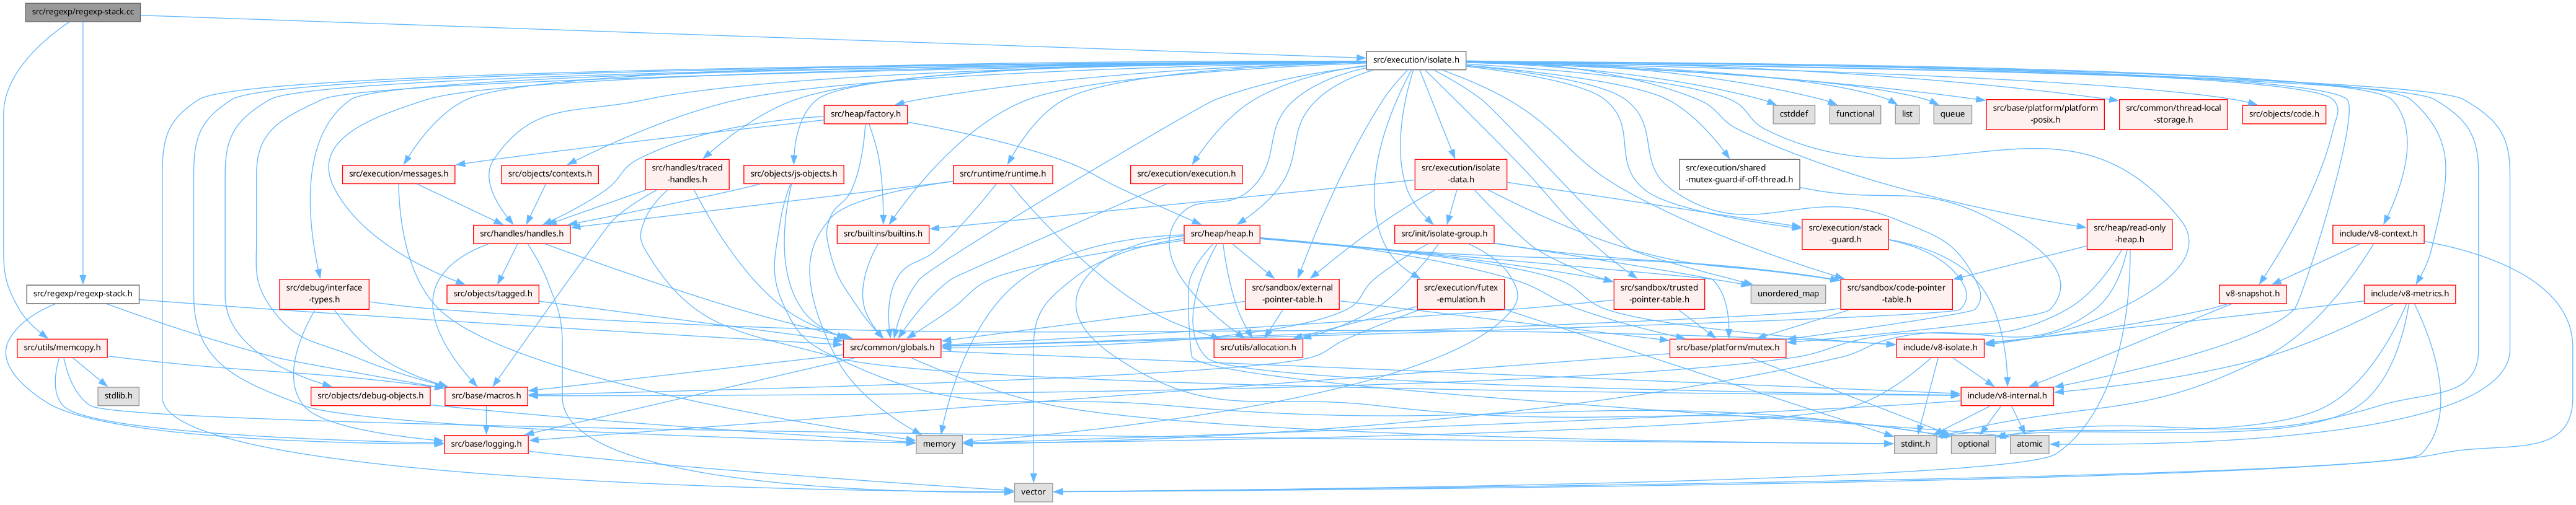 src/regexp/regexp-stack.cc
src/execution/isolate.h
cstddef
functional
list
queue
src/base/platform/platform
-posix.h
src/common/thread-local
-storage.h
src/objects/code.h
src/heap/factory.h
src/execution/messages.h
src/objects/contexts.h
src/handles/traced
-handles.h
src/objects/js-objects.h
src/runtime/runtime.h
src/execution/execution.h
src/execution/isolate
-data.h
src/execution/shared
-mutex-guard-if-off-thread.h
src/handles/handles.h
src/builtins/builtins.h
src/heap/heap.h
src/init/isolate-group.h
src/execution/stack
-guard.h
src/heap/read-only
-heap.h
include/v8-context.h
src/regexp/regexp-stack.h
src/debug/interface
-types.h
src/objects/tagged.h
src/sandbox/external
-pointer-table.h
src/execution/futex
-emulation.h
src/sandbox/trusted
-pointer-table.h
unordered_map
src/sandbox/code-pointer
-table.h
v8-snapshot.h
include/v8-metrics.h
src/utils/memcopy.h
src/common/globals.h
src/utils/allocation.h
src/base/platform/mutex.h
include/v8-isolate.h
stdlib.h
src/objects/debug-objects.h
src/base/macros.h
include/v8-internal.h
src/base/logging.h
memory
stdint.h
optional
atomic
vector